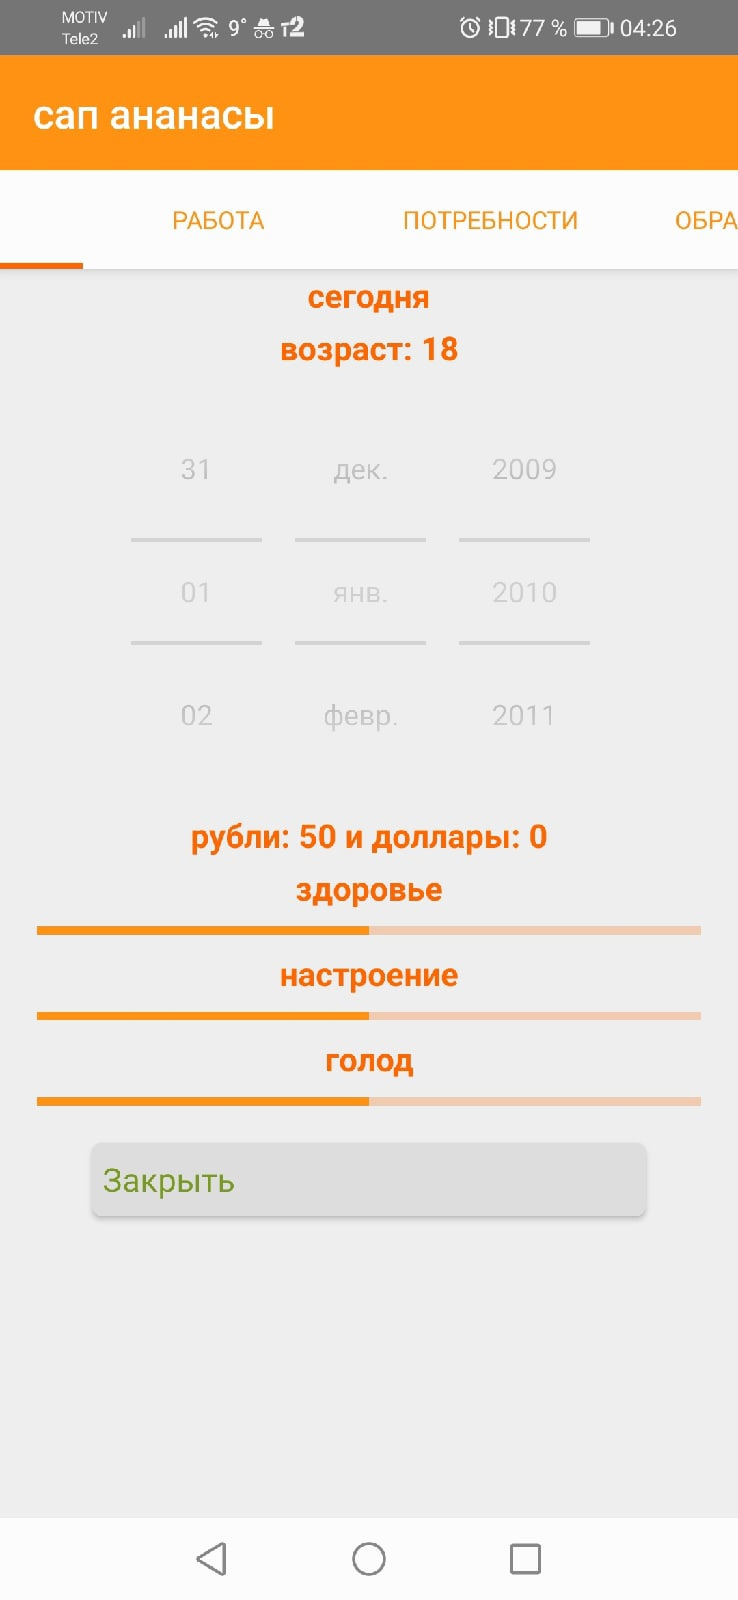 MOTIV
Tele2
9° т2 77 % 04:26
сап ананасы
РАБОТА ПОТРЕБНОСТИ ОБРА
сегодня
возраст: 18
31 дек. 2009
01 янв. 2010
02 февр. 2011
рубли: 50 и доллары: 0
здоровье
настроение
голод
Закрыть